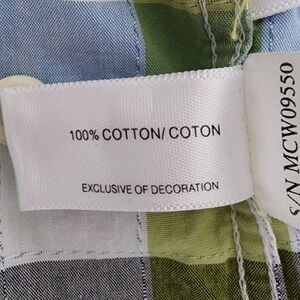 100% COTTON/ COTON
EXCLUSIVE OF DECORATION
S/N MCW09550